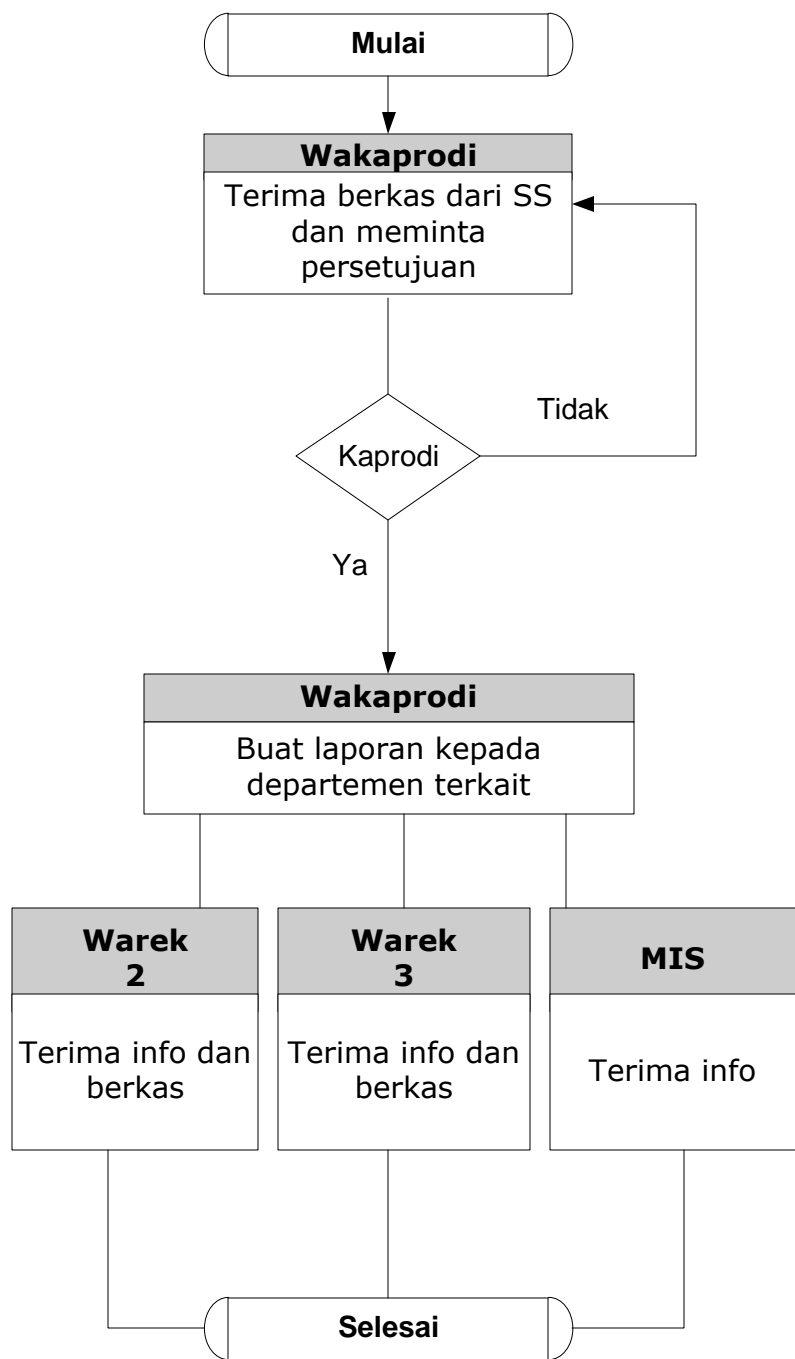 Mulai
Wakaprodi
Terima berkas dari SS
dan meminta
persetujuan
Tidak
Kaprodi
Ya
Wakaprodi
Buat laporan kepada
departemen terkait
Warek
2
Terima info dan
berkas
Warek
3
Terima info dan
berkas
MIS
Terima info
Selesai